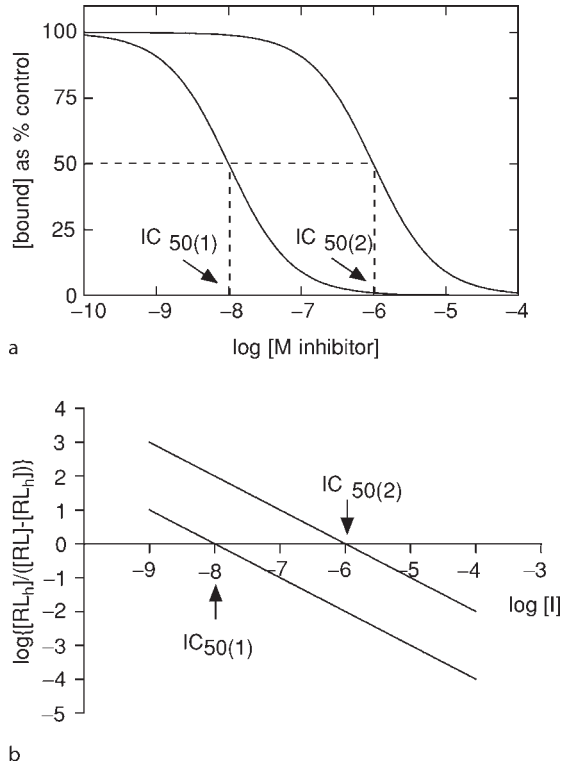 100
75
50
25
0
[bound] as % control
IC 50(1)
IC 50(2)
−10 −9 −8 −7 −6 −5 −4
log [M inhibitor]
a
4
3
2
1
0
−1
−2
−3
−4
−5
log{[RLh]/([RL]-[RLh])}
IC 50(2)
−9 −8 −7 −6 −5 −4 −3
log [I]
IC50(1)
b